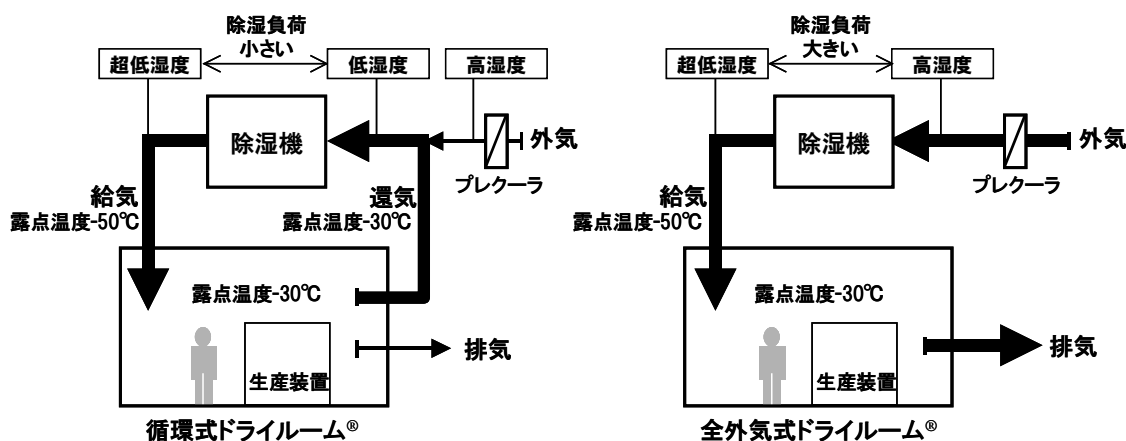 除湿負荷
小さい
超低湿度
低湿度
高湿度
除湿機
外気
プレクーラ
給気
露点温度-50℃
還気
露点温度-30℃
露点温度-30℃
生産装置
排気
循環式ドライルーム®
除湿負荷
大きい
超低湿度
高湿度
除湿機
外気
プレクーラ
給気
露点温度-50℃
露点温度-30℃
生産装置
排気
全外気式ドライルーム®